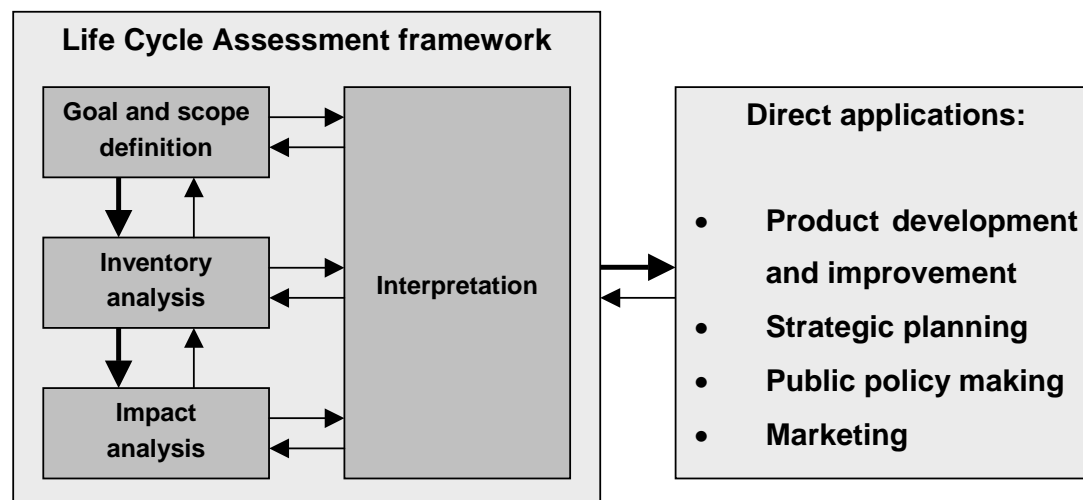 Life Cycle Assessment framework
Goal and scope
definition
Inventory
analysis
Impact
analysis
Interpretation
Direct applications:
• Product development
and improvement
• Strategic planning
• Public policy making
• Marketing